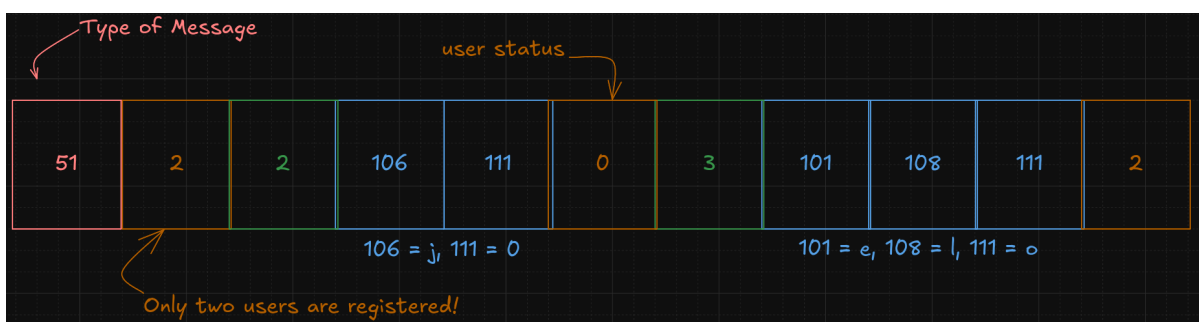 Type of Message
user status
51 2 2 106 111 0 3 101 108 111 2
106 = j, 111 = 0
101 = e, 108 = l, 111 = o
Only two users are registered!